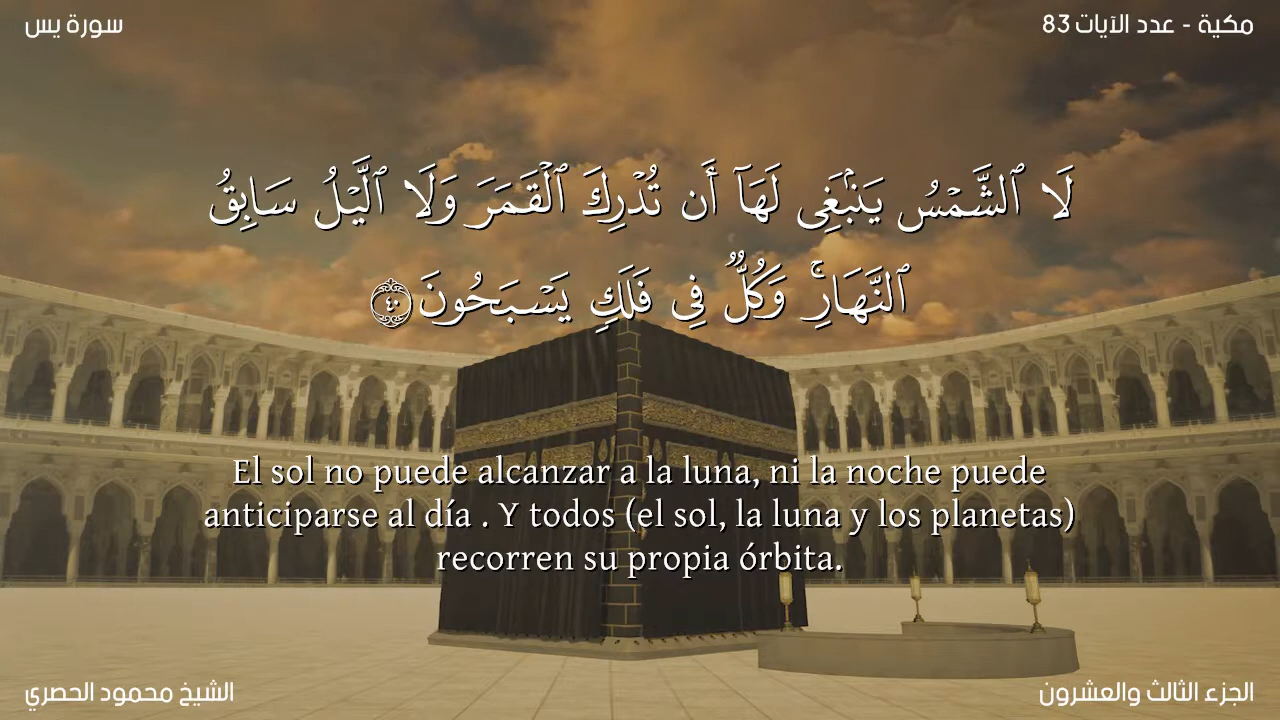 سورة يس
مكية - عدد الآيات 83
لَا ٱلشَّمْسُ يَنۢبَغِى لَهَآ أَن تُدْرِكَ ٱلْقَمَرَ وَلَا ٱلَّيْلُ سَابِقُ
ٱلنَّهَارِ ۚ وَكُلٌّ فِى فَلَكٍ يَسْبَحُونَ ٤٠
El sol no puede alcanzar a la luna, ni la noche puede
anticiparse al día . Y todos (el sol, la luna y los planetas)
recorren su propia órbita.
الشيخ محمود الحصري
الجزء الثالث والعشرون